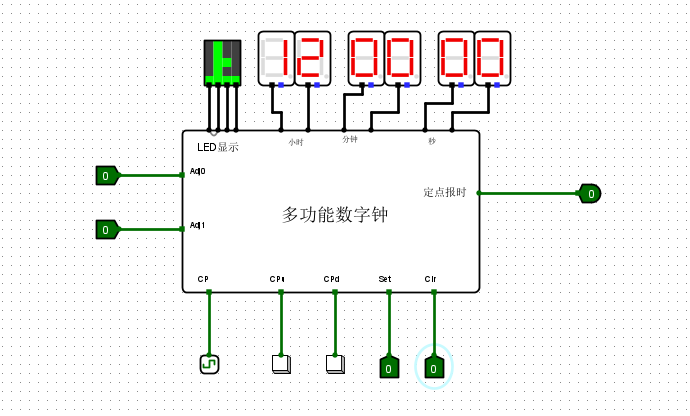 12 00 00
LED显示
小时
分钟
秒
0
Adj0
定点报时
0
多功能数字钟
0
Adj1
CP
CPu
CPd
Set
Clr
0
0